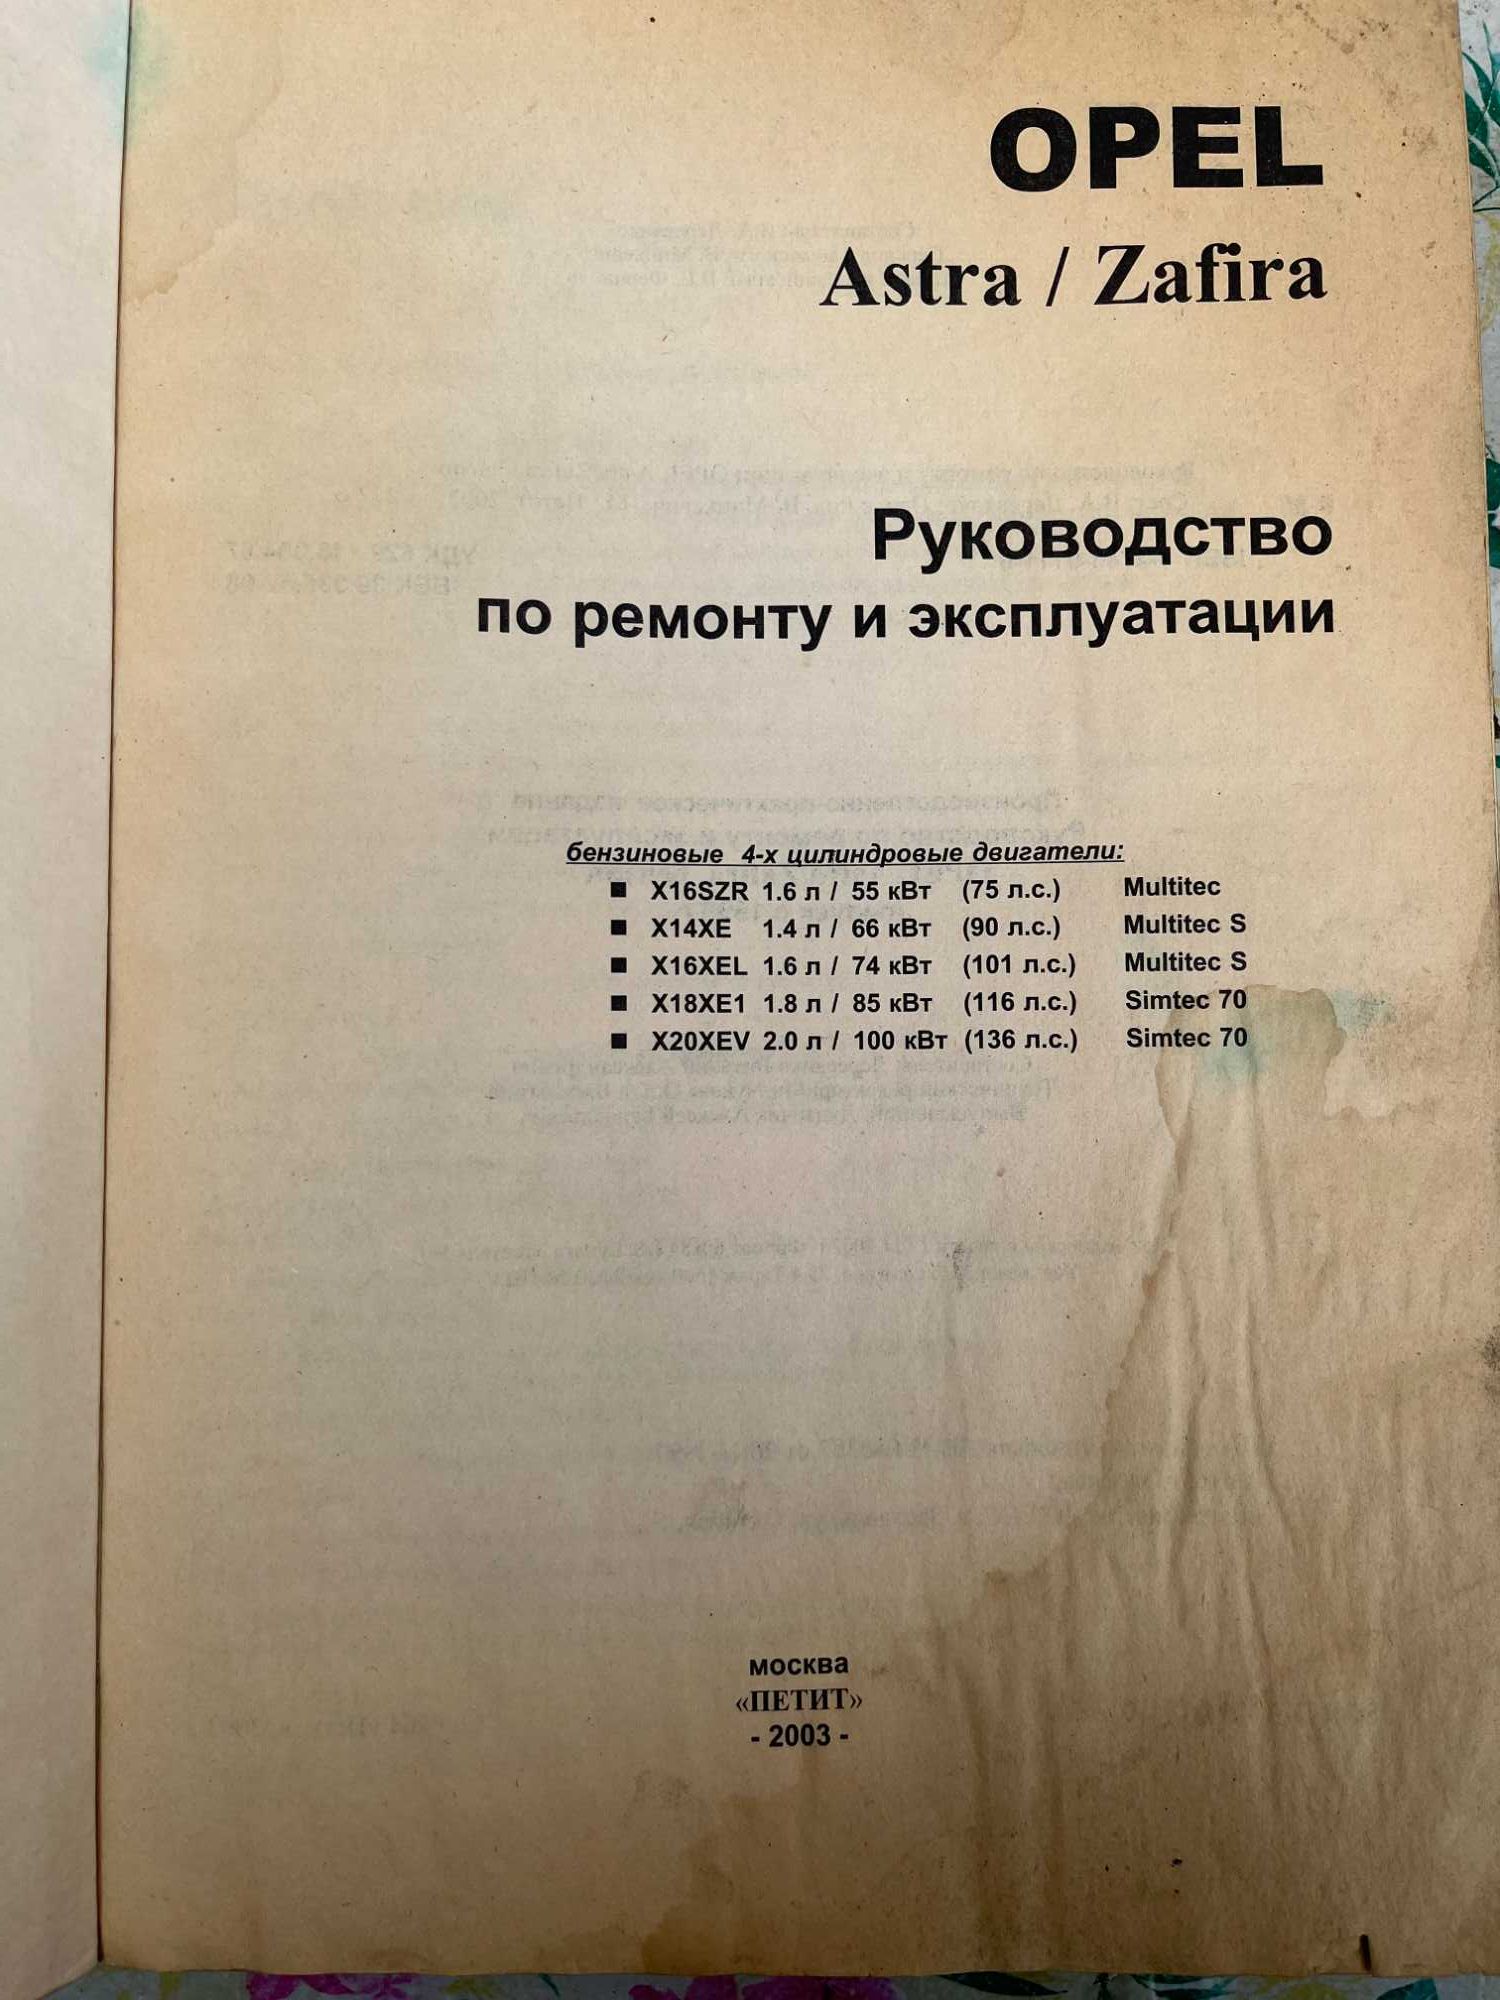 OPEL
Astra / Zafira
Руководство
по ремонту и эксплуатации
бензиновые 4-х цилиндровые двигатели:
■ X16SZR 1.6 л / 55 кВт (75 л.с.) Multitec
■ X14XE 1.4 л / 66 кВт (90 л.с.) Multitec S
■ X16XEL 1.6 л / 74 кВт (101 л.с.) Multitec S
■ X18XE1 1.8 л / 85 кВт (116 л.с.) Simtec 70
■ X20XEV 2.0 л / 100 кВт (136 л.с.) Simtec 70
москва
«ПЕТИТ»
- 2003 -